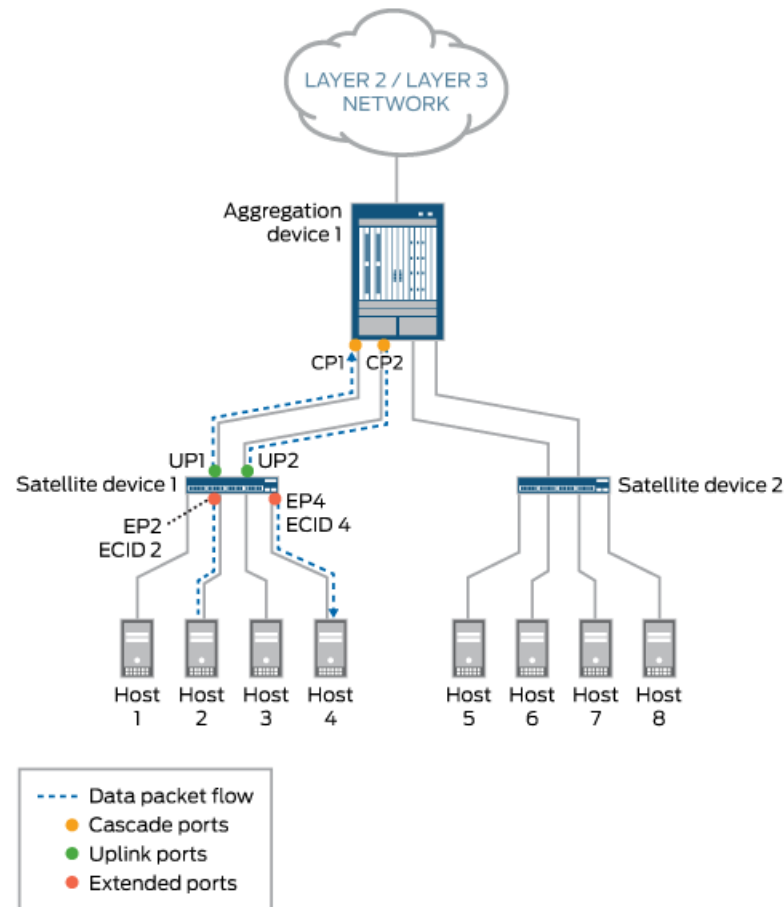 LAYER 2 / LAYER 3
NETWORK
Aggregation
device 1
CP1
CP2
UP1
UP2
Satellite device 1
Satellite device 2
EP2
ECID 2
EP4
ECID 4
Host
1
Host
2
Host
3
Host
4
Host
5
Host
6
Host
7
Host
8
Data packet flow
Cascade ports
Uplink ports
Extended ports